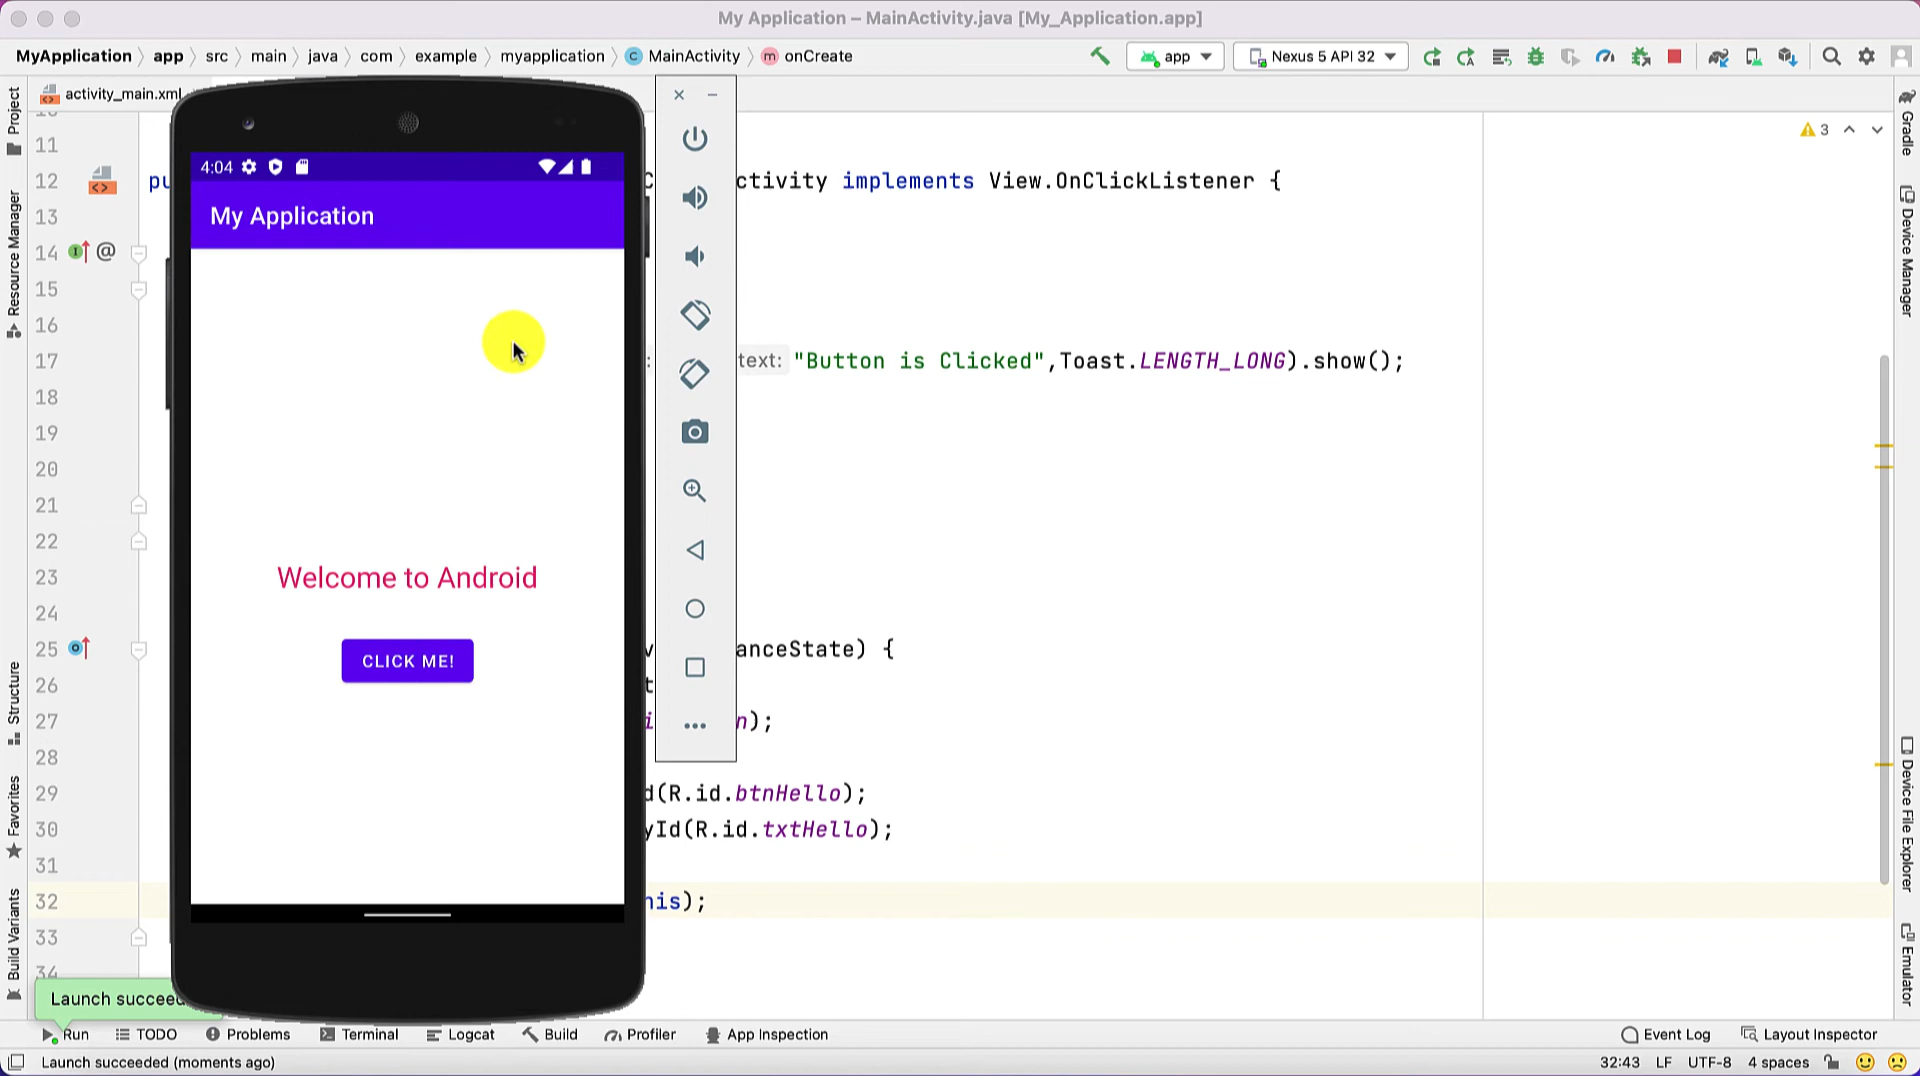 My Application – MainActivity.java [My_Application.app]
MyApplication app src main java com example myapplication C MainActivity m onCreate app Nexus 5 API 32
activity_main.xml
Project
Resource Manager
Structure
Favorites
Build Variants
Gradle
Device Manager
Device File Explorer
Emulator
3
11
12 pu ctivity implements View.OnClickListener {
13
14 @
15
16
17 text: "Button is Clicked",Toast.LENGTH_LONG).show();
18
19
20
21
22
23
24
25 anceState) {
26
27 n);
28
29 d(R.id.btnHello);
30 yId(R.id.txtHello);
31
32 his);
33
34
4:04
My Application
Welcome to Android
CLICK ME!
Launch succeed
Run TODO Problems Terminal Logcat Build Profiler App Inspection Event Log Layout Inspector
Launch succeeded (moments ago) 32:43 LF UTF-8 4 spaces